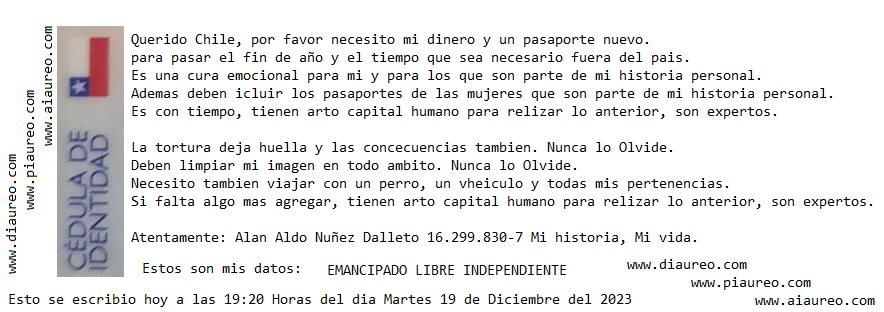 www.diaureo.com
www.piaureo.com
www.aiaureo.com
CÉDULA DE
IDENTIDAD
Querido Chile, por favor necesito mi dinero y un pasaporte nuevo.
para pasar el fin de año y el tiempo que sea necesario fuera del pais.
Es una cura emocional para mi y para los que son parte de mi historia personal.
Ademas deben icluir los pasaportes de las mujeres que son parte de mi historia personal.
Es con tiempo, tienen arto capital humano para relizar lo anterior, son expertos.
La tortura deja huella y las concecuencias tambien. Nunca lo Olvide.
Deben limpiar mi imagen en todo ambito. Nunca lo Olvide.
Necesito tambien viajar con un perro, un vheiculo y todas mis pertenencias.
Si falta algo mas agregar, tienen arto capital humano para relizar lo anterior, son expertos.
Atentamente: Alan Aldo Nuñez Dalleto 16.299.830-7 Mi historia, Mi vida.
Estos son mis datos: EMANCIPADO LIBRE INDEPENDIENTE
www.diaureo.com
www.piaureo.com
www.aiaureo.com
Esto se escribio hoy a las 19:20 Horas del dia Martes 19 de Diciembre del 2023